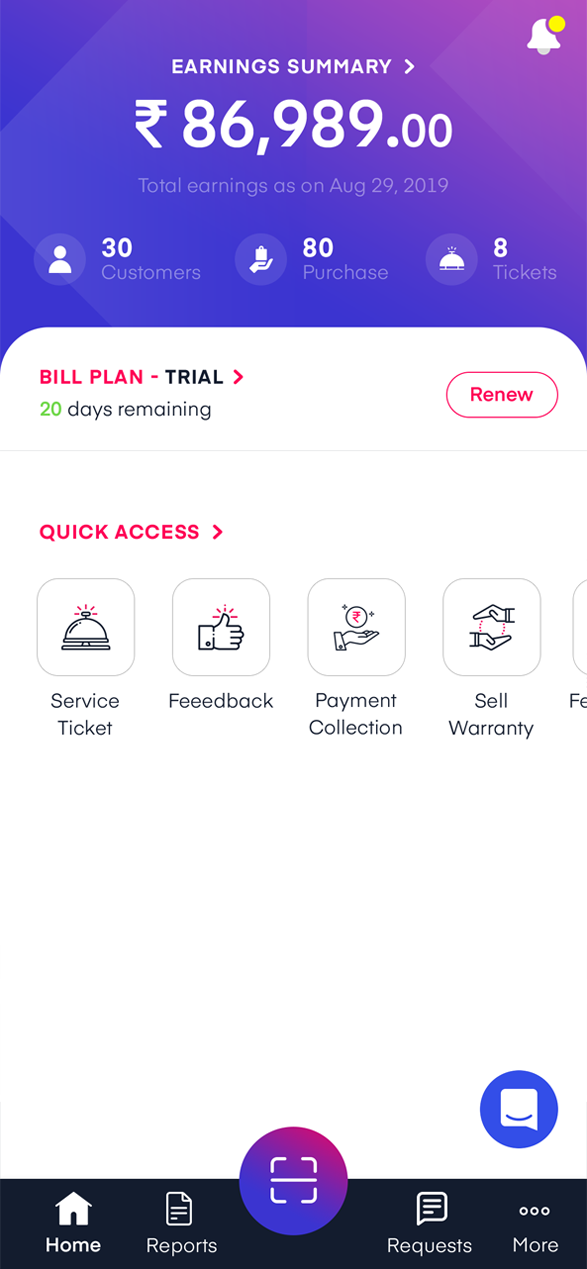 EARNINGS SUMMARY >
₹ 86,989.00
Total earnings as on Aug 29, 2019
30
Customers
80
Purchase
8
Tickets
BILL PLAN - TRIAL >
20 days remaining
Renew
QUICK ACCESS >
Service
Ticket
Feeedback
₹
Payment
Collection
Sell
Warranty
Fe
Home
Reports
Requests
More